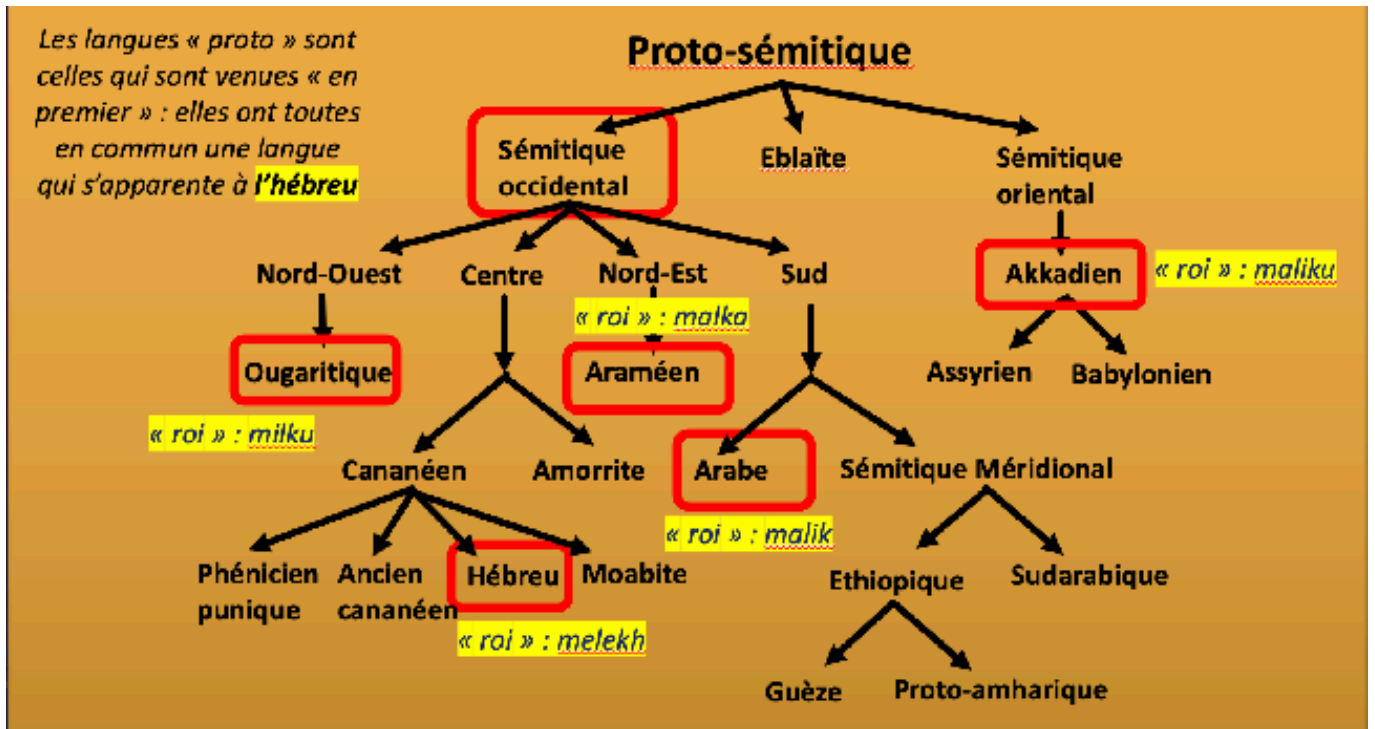 Les langues « proto » sont
celles qui sont venues « en
premier » : elles ont toutes
en commun une langue
qui s'apparente à l'hébreu
Proto-sémitique
Sémitique
occidental
Eblaïte
Sémitique
oriental
Nord-Ouest
Centre
Nord-Est
Sud
Akkadien
« roi » : maliku
« roi » : malka
Ougaritique
Araméen
Assyrien
Babylonien
« roi » : milku
Cananéen
Amorrite
Arabe
Sémitique Méridional
« roi » : malik
Phénicien
punique
Ancien
cananéen
Hébreu
Moabite
Ethiopique
Sudarabique
« roi » : melekh
Guèze
Proto-amharique